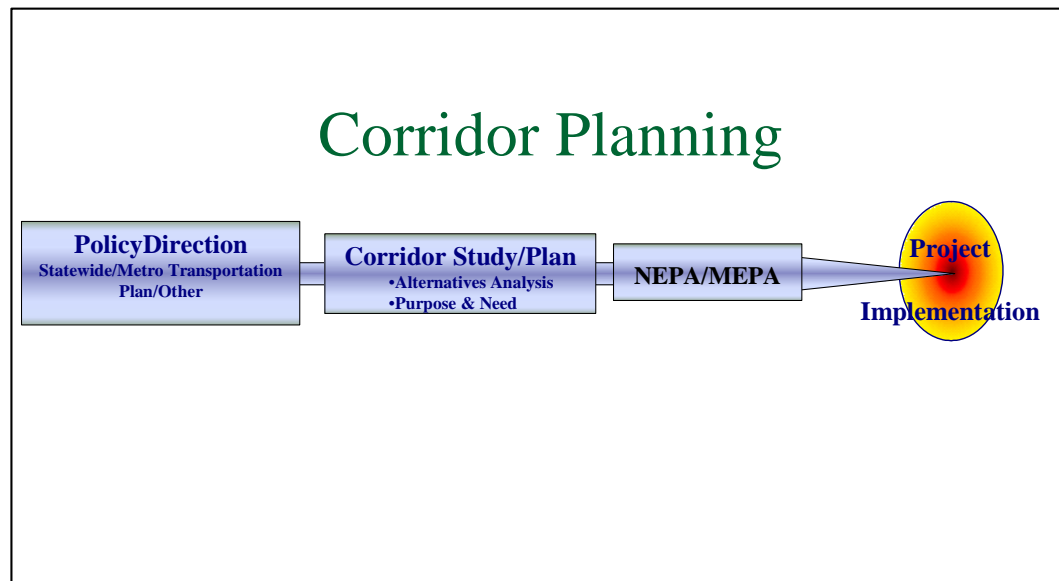 Corridor Planning
PolicyDirection
Statewide/Metro Transportation
Plan/Other
Corridor Study/Plan
•Alternatives Analysis
•Purpose & Need
NEPA/MEPA
Project
Implementation